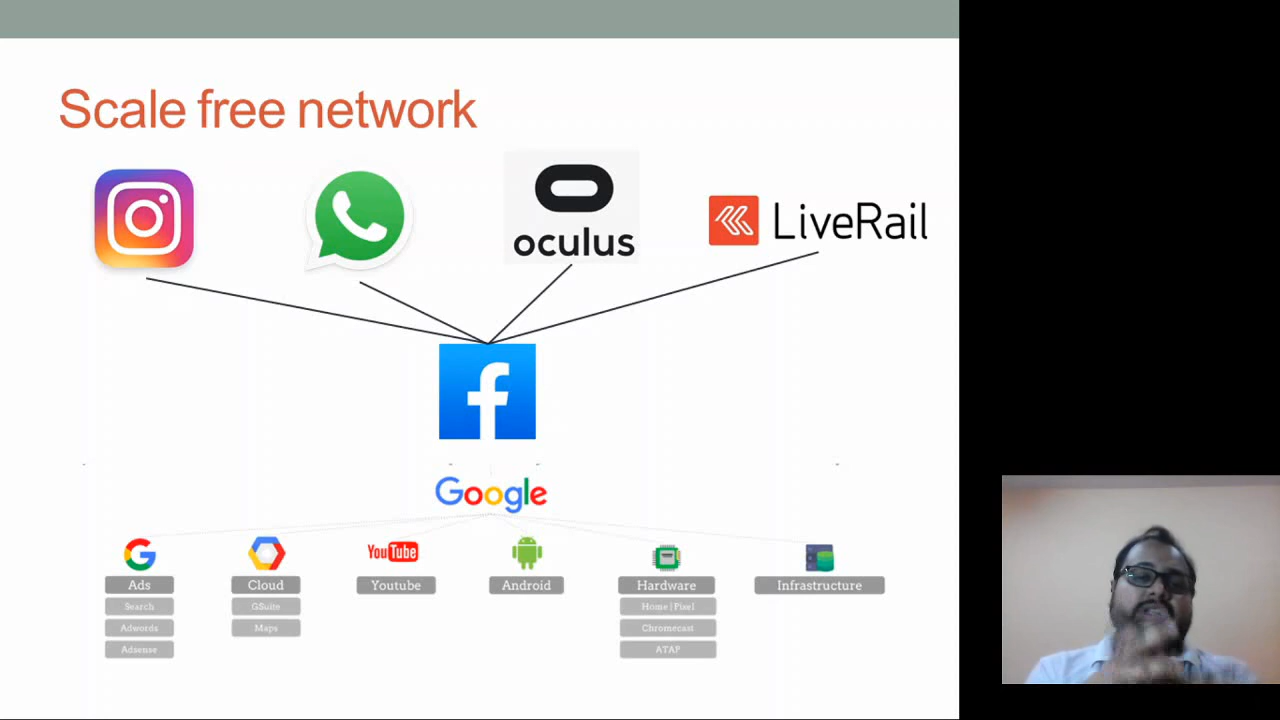 Scale free network
oculus
LiveRail
f
Google
G
YouTube
Ads
Cloud
Youtube
Android
Hardware
Infrastructure
Search
GSuite
Home | Pixel
Adwords
Maps
Chromecast
Adsense
ATAP